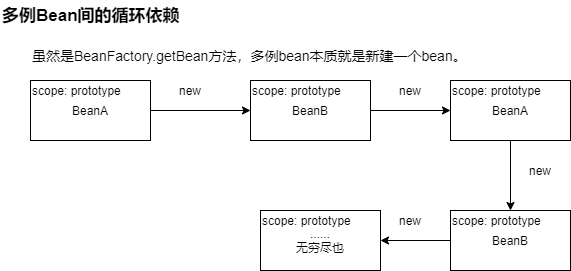 多例Bean间的循环依赖
虽然是BeanFactory.getBean方法，多例bean本质就是新建一个bean。
scope: prototype
BeanA
new
scope: prototype
BeanB
new
scope: prototype
BeanA
new
scope: prototype
BeanB
new
scope: prototype
......
无穷尽也